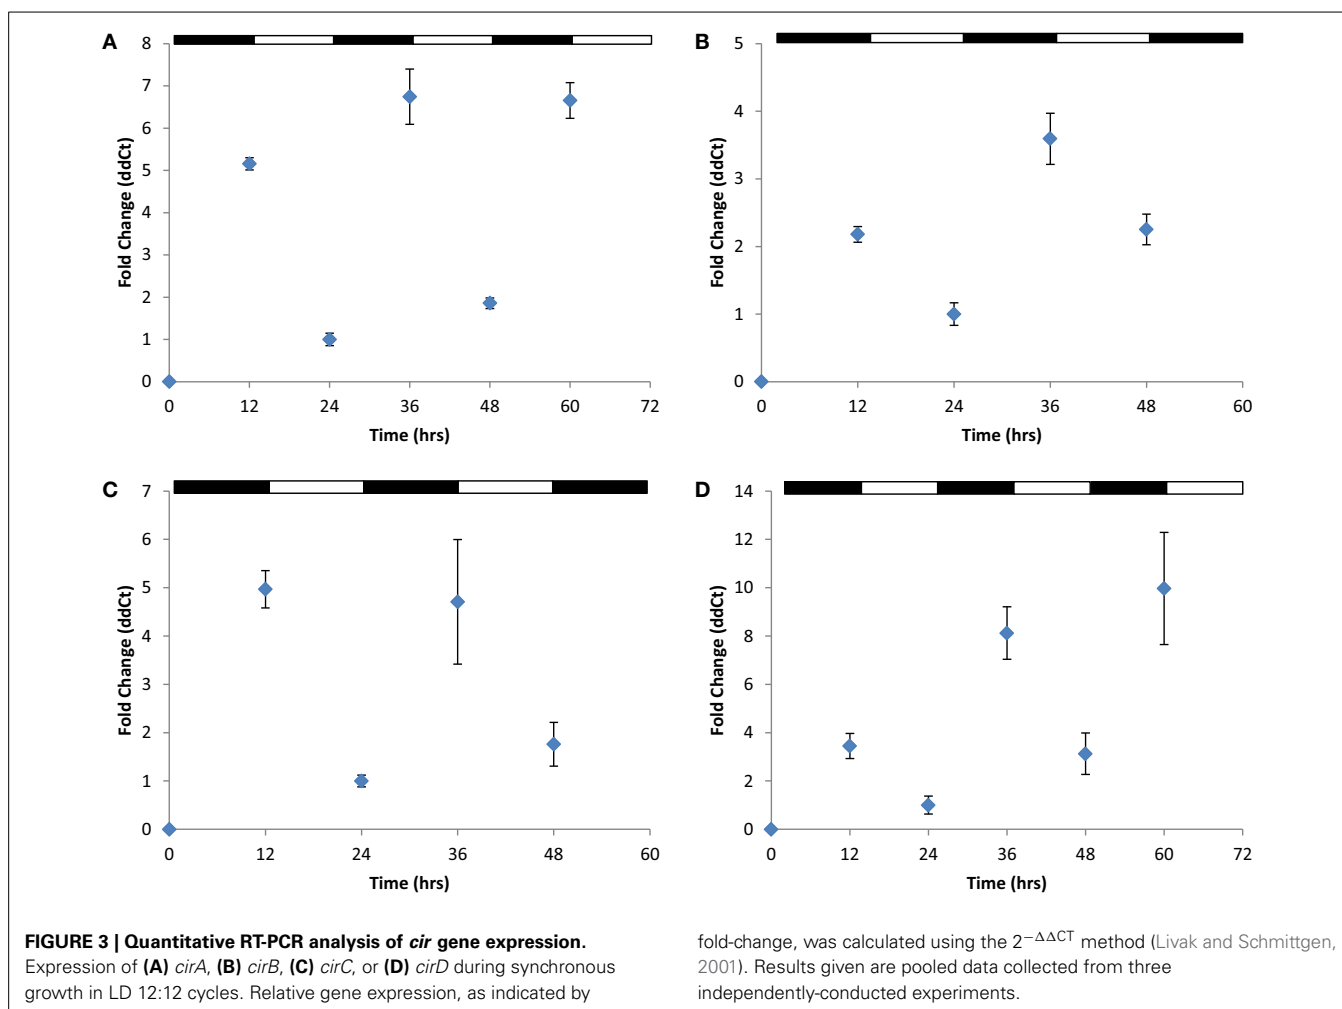 A
8
7
6
5
4
3
2
1
0
Fold Change (ddCt)
0 12 24 36 48 60 72
Time (hrs)
B
5
4
3
2
1
0
Fold Change (ddCt)
0 12 24 36 48 60
Time (hrs)
C
7
6
5
4
3
2
1
0
Fold Change (ddCt)
0 12 24 36 48 60
Time (hrs)
D
14
12
10
8
6
4
2
0
Fold Change (ddCt)
0 12 24 36 48 60 72
Time (hrs)
FIGURE 3 | Quantitative RT-PCR analysis of cir gene expression.
Expression of (A) cirA, (B) cirB, (C) cirC, or (D) cirD during synchronous
growth in LD 12:12 cycles. Relative gene expression, as indicated by
fold-change, was calculated using the 2−ΔΔCT method (Livak and Schmittgen,
2001). Results given are pooled data collected from three
independently-conducted experiments.